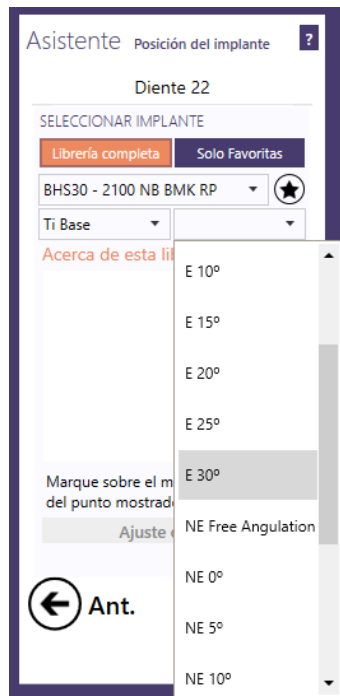 Asistente Posición del implante ?
Diente 22
SELECCIONAR IMPLANTE
Librería completa Solo Favoritas
BHS30 - 2100 NB BMK RP
Ti Base
Acerca de esta li
E 10º
E 15º
E 20º
E 25º
E 30º
Marque sobre el m
del punto mostrad
NE Free Angulation
Ajuste
NE 0º
Ant.
NE 5º
NE 10º